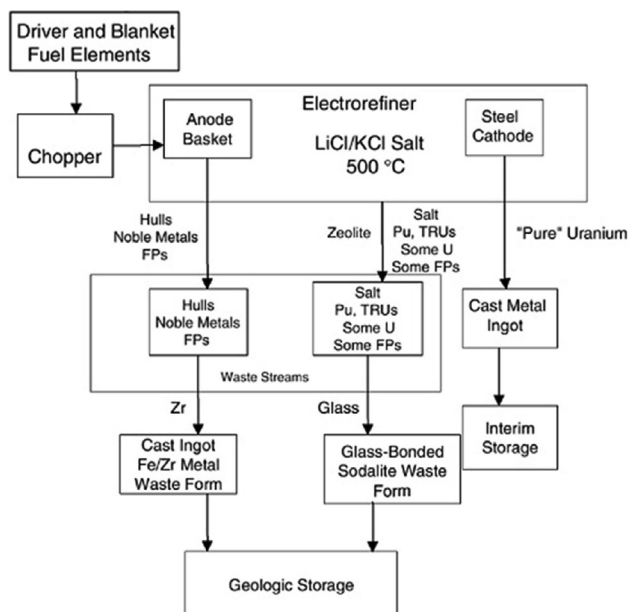 Driver and Blanket
Fuel Elements
Chopper
Anode
Basket
Electrorefiner
LiCl/KCl Salt
500 °C
Steel
Cathode
Hulls
Noble Metals
FPs
Zeolite
Salt
Pu, TRUs
Some U
Some FPs
"Pure" Uranium
Hulls
Noble Metals
FPs
Salt
Pu, TRUs
Some U
Some FPs
Waste Streams
Cast Metal
Ingot
Zr
Glass
Interim
Storage
Cast Ingot
Fe/Zr Metal
Waste Form
Glass-Bonded
Sodalite Waste
Form
Geologic Storage